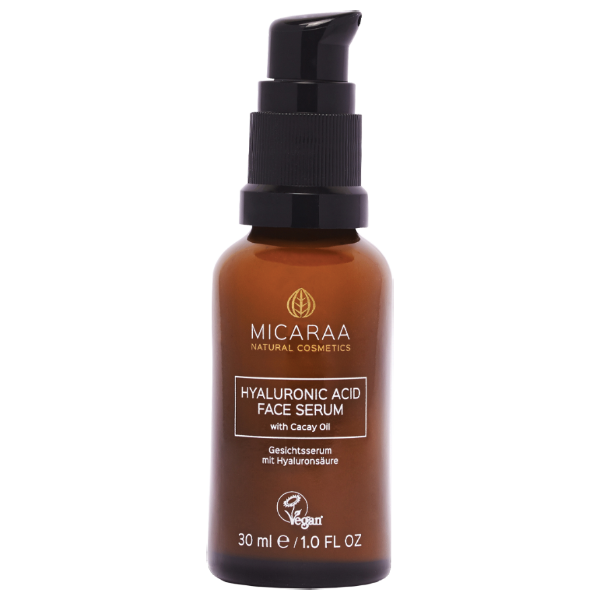 MICARAA
NATURAL COSMETICS
HYALURONIC ACID
FACE SERUM
with Cacay Oil
Gesichtsserum
mit Hyaluronsäure
Vegan
30 ml ℮ / 1.0 FL OZ